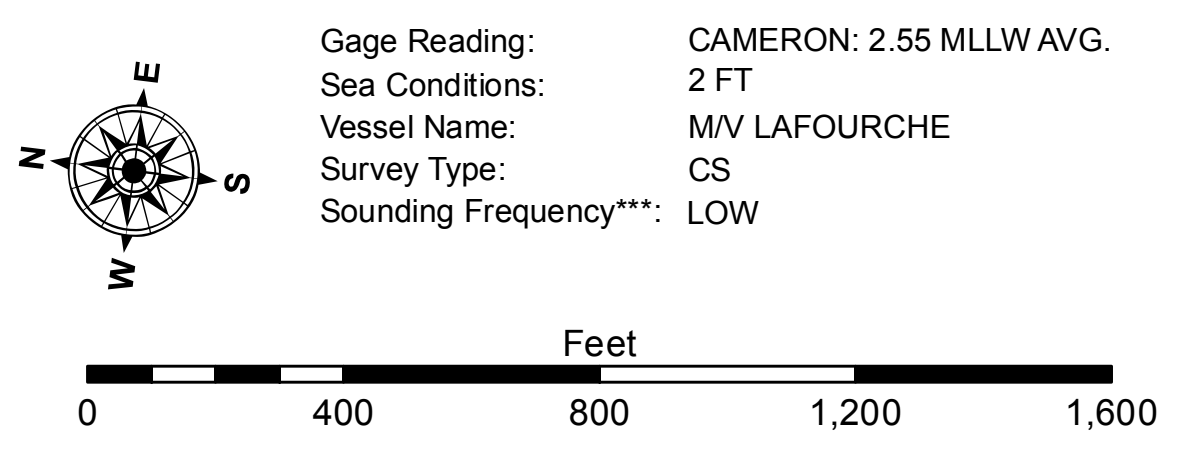 Gage Reading: CAMERON: 2.55 MLLW AVG.
Sea Conditions: 2 FT
Vessel Name: M/V LAFOURCHE
Survey Type: CS
Sounding Frequency***: LOW
E
N
S
W
Feet
0 400 800 1,200 1,600